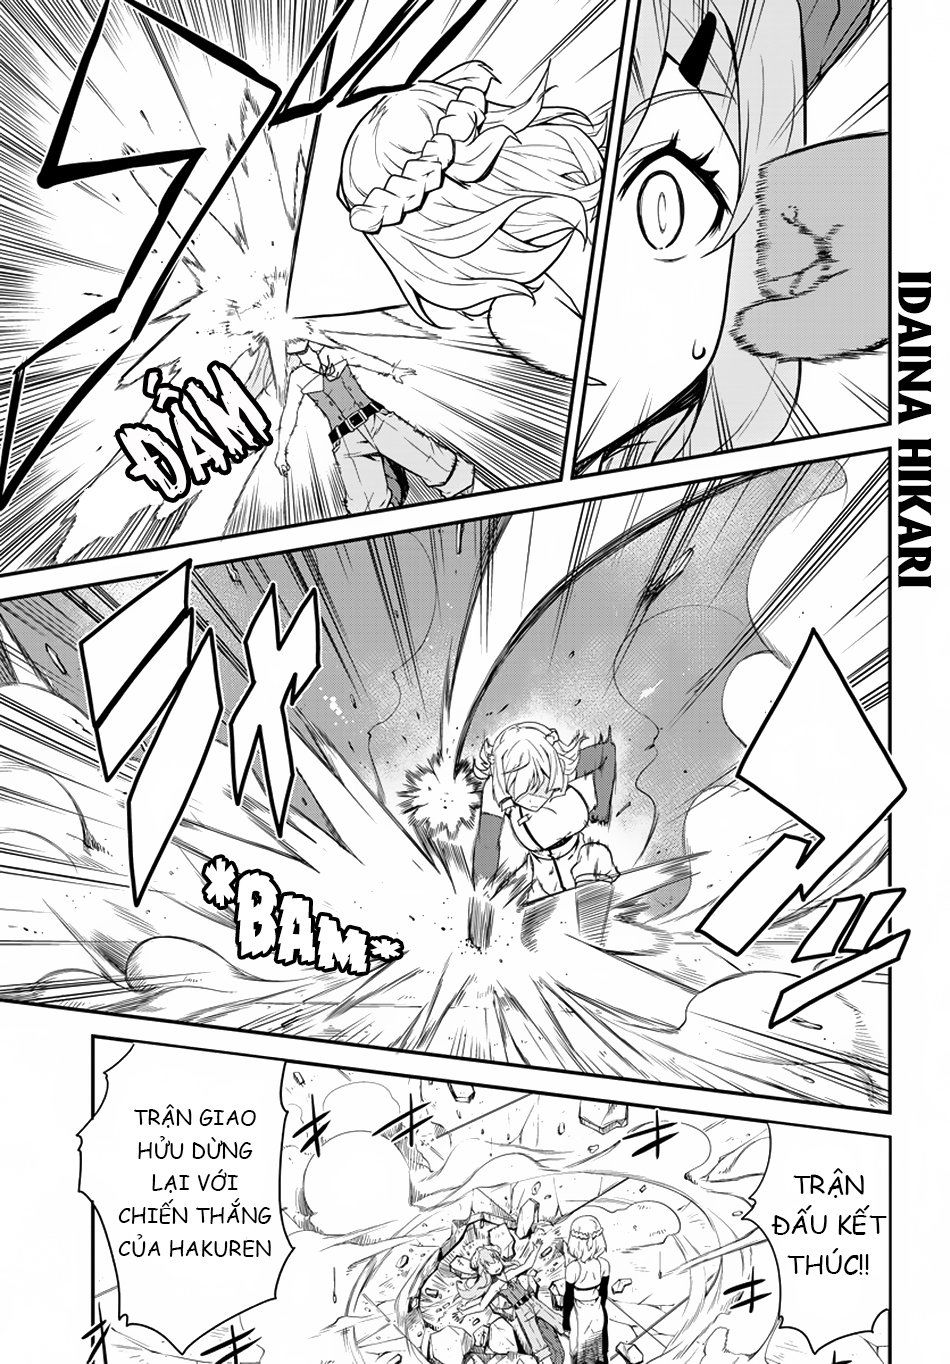 IDAINA HIKARI
ĐẤM
*BAM*
TRẬN
ĐẤU KẾT
THÚC!!
TRẬN GIAO
HỮU DỪNG
LẠI VỚI
CHIẾN THẮNG
CỦA HAKUREN